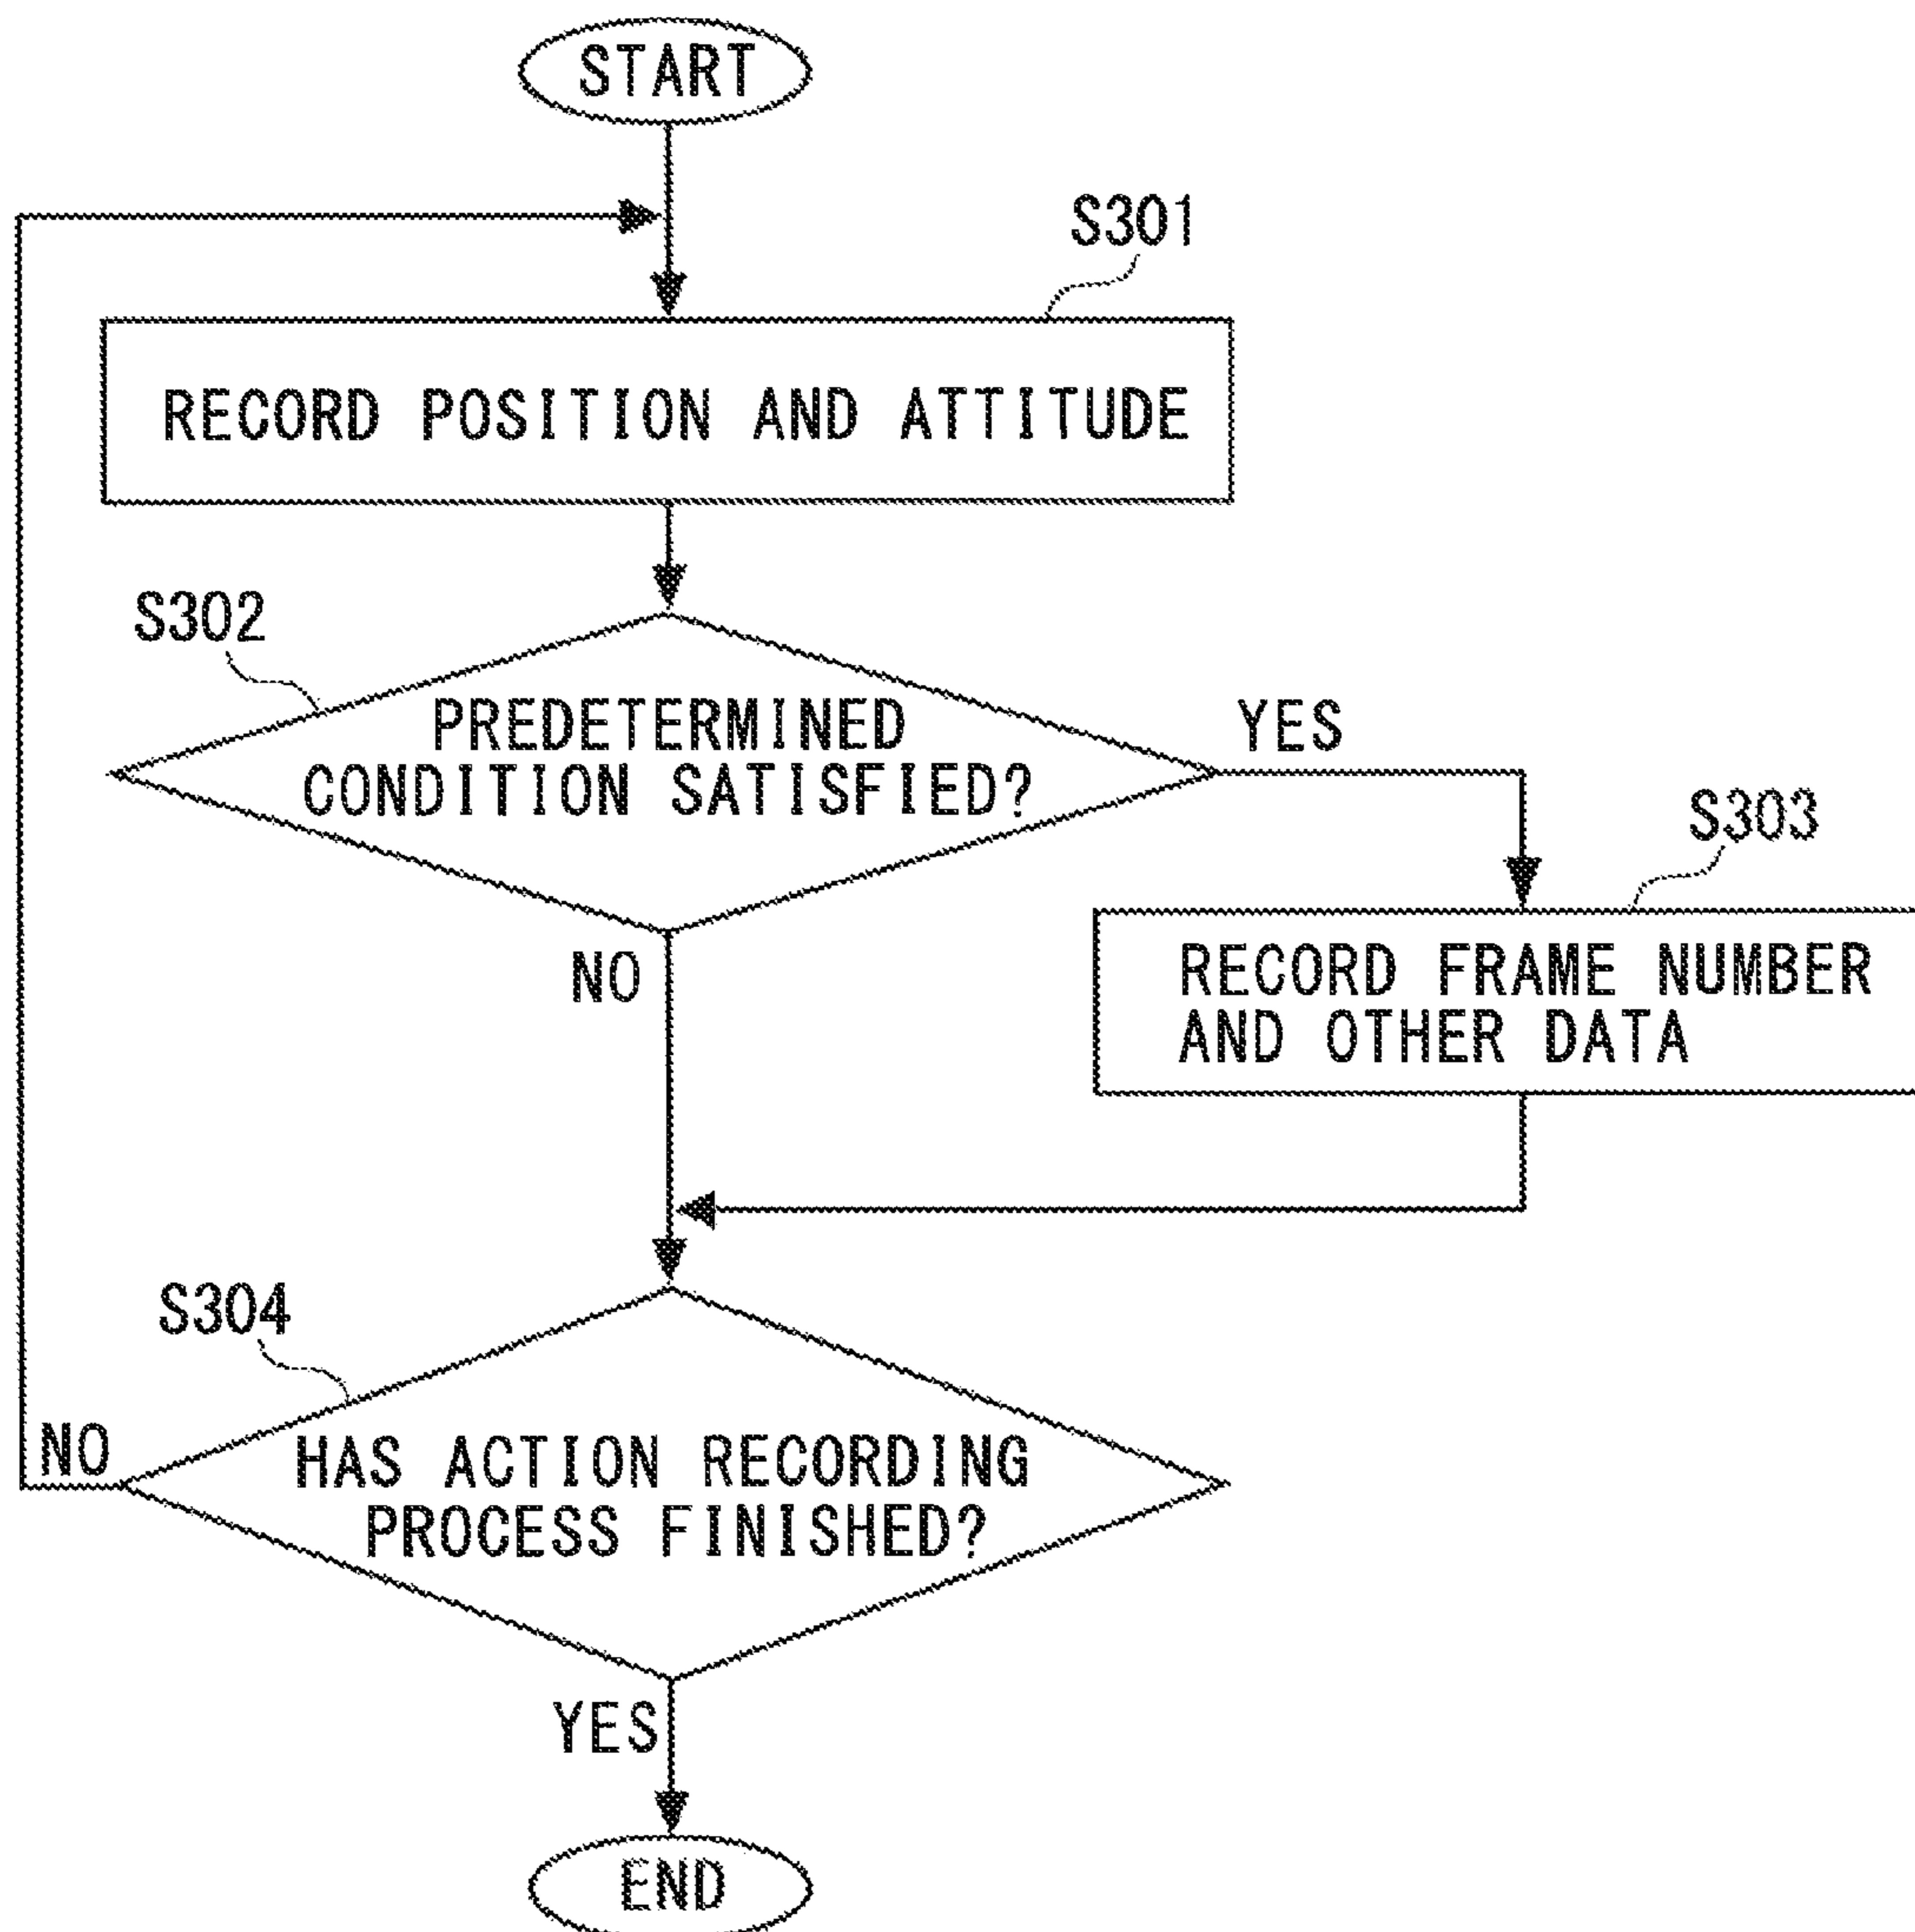 START
S301
RECORD POSITION AND ATTITUDE
S302
PREDETERMINED
CONDITION SATISFIED?
YES
S303
NO
RECORD FRAME NUMBER
AND OTHER DATA
S304
NO
HAS ACTION RECORDING
PROCESS FINISHED?
YES
END